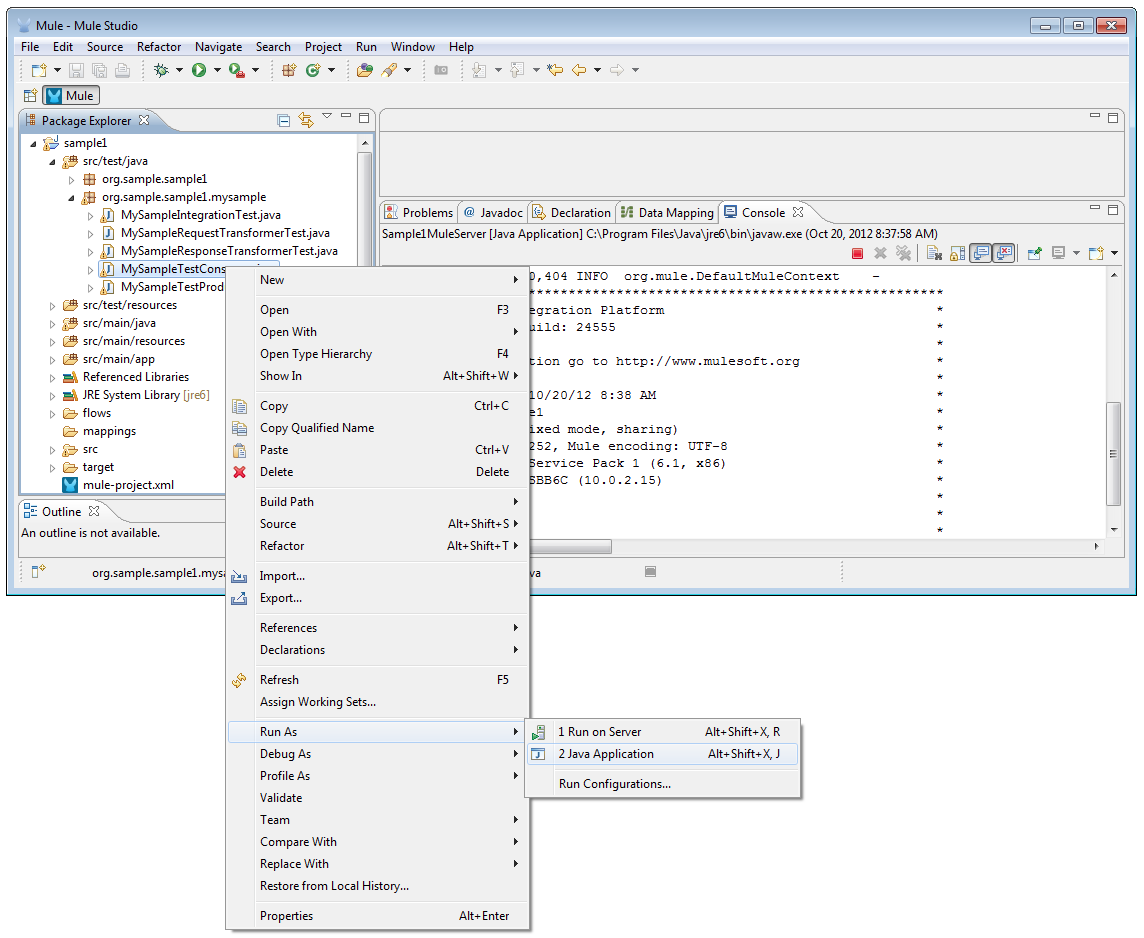 Mule - Mule Studio
File Edit Source Refactor Navigate Search Project Run Window Help
Mule
Package Explorer
sample1
src/test/java
org.sample.sample1
org.sample.sample1.mysample
MySampleIntegrationTest.java
MySampleRequestTransformerTest.java
MySampleResponseTransformerTest.java
MySampleTestCons
MySampleTestProd
src/test/resources
src/main/java
src/main/resources
src/main/app
Referenced Libraries
JRE System Library [jre6]
flows
mappings
src
target
mule-project.xml
Outline
An outline is not available.
org.sample.sample1.mysa
va
Problems @ Javadoc Declaration Data Mapping Console
Sample1MuleServer [Java Application] C:\Program Files\Java\jre6\bin\javaw.exe (Oct 20, 2012 8:37:58 AM)
0,404 INFO org.mule.DefaultMuleContext -
*************************************************
egration Platform *
uild: 24555 *
*
tion go to http://www.mulesoft.org *
*
10/20/12 8:38 AM *
e1 *
ixed mode, sharing) *
252, Mule encoding: UTF-8 *
Service Pack 1 (6.1, x86) *
SBB6C (10.0.2.15) *
*
*
*
New
Open F3
Open With
Open Type Hierarchy F4
Show In Alt+Shift+W
Copy Ctrl+C
Copy Qualified Name
Paste Ctrl+V
Delete Delete
Build Path
Source Alt+Shift+S
Refactor Alt+Shift+T
Import...
Export...
References
Declarations
Refresh F5
Assign Working Sets...
Run As
Debug As
Profile As
Validate
Team
Compare With
Replace With
Restore from Local History...
Properties Alt+Enter
1 Run on Server Alt+Shift+X, R
2 Java Application Alt+Shift+X, J
Run Configurations...